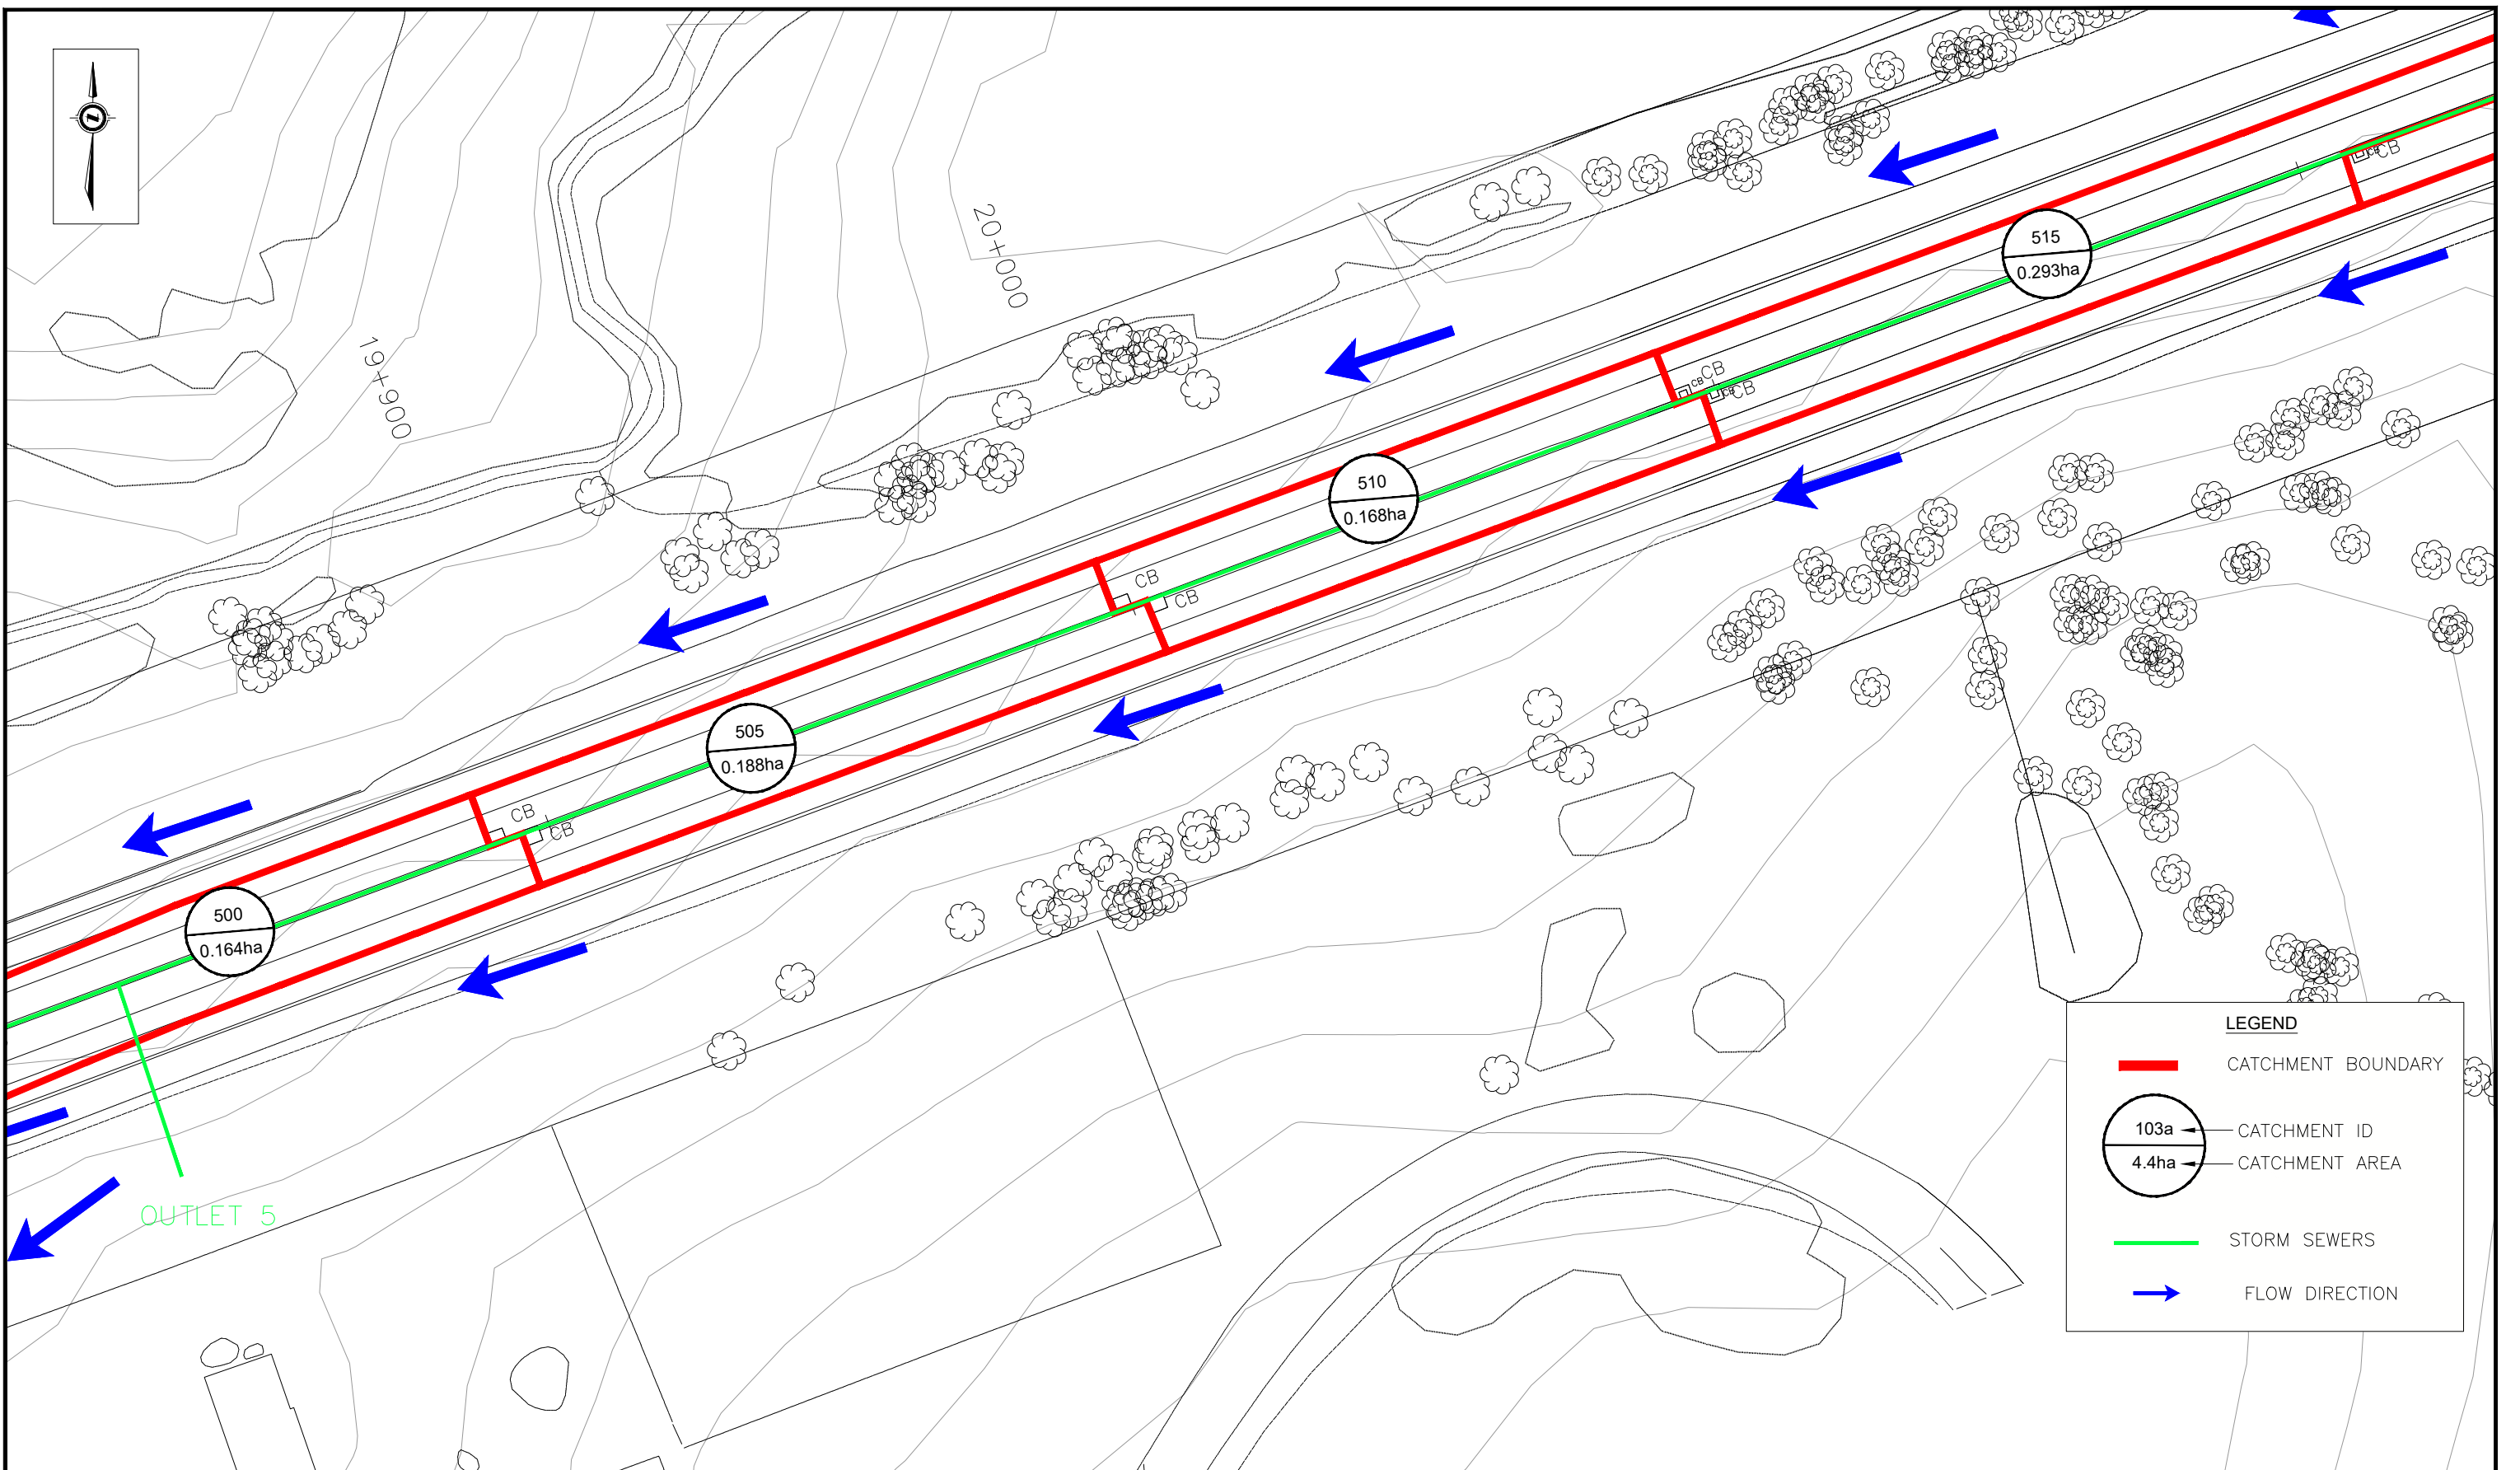 20+000
19+900
515
0.293ha
CB
CB
CB
CB
CB
CB
510
0.168ha
CB
CB
505
0.188ha
CB
CB
500
0.164ha
OUTLET 5
LEGEND
CATCHMENT BOUNDARY
103a CATCHMENT ID
4.4ha CATCHMENT AREA
STORM SEWERS
FLOW DIRECTION